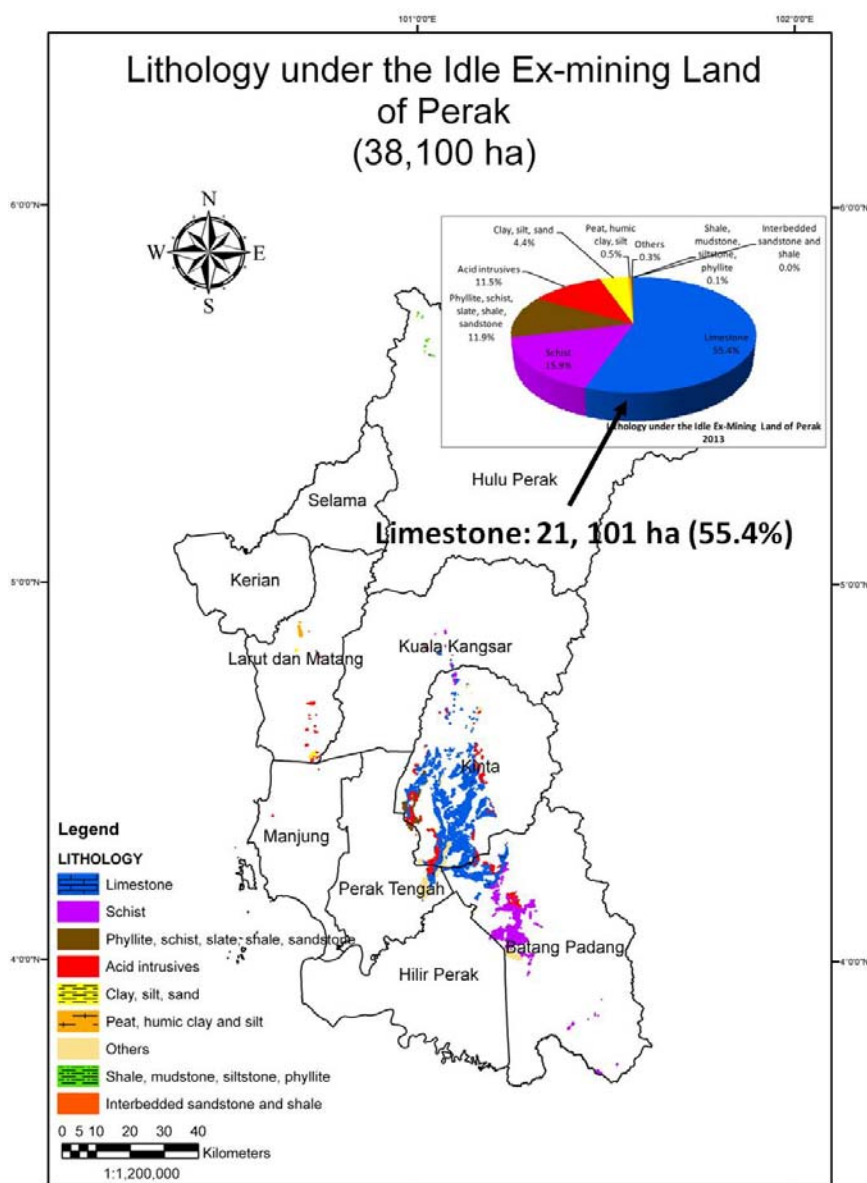 101°0'0"E
102°0'0"E
Lithology under the Idle Ex-mining Land
of Perak
(38,100 ha)
6°0'0"N
6°0'0"N
N
W
E
S
Clay, silt, sand
4.4%
Peat, humic
clay, silt
0.5%
Others
0.3%
Shale,
mudstone,
siltstone,
phyllite
0.1%
Interbedded
sandstone and
shale
0.0%
Acid intrusives
11.5%
Phyllite, schist,
slate, shale,
sandstone
11.9%
Schist
15.9%
Limestone
55.4%
Lithology under the Idle Ex-Mining Land of Perak
2013
Hulu Perak
Selama
Limestone: 21, 101 ha (55.4%)
5°0'0"N
5°0'0"N
Kerian
Larut dan Matang
Kuala Kangsar
Kinta
Manjung
Perak Tengah
Batang Padang
Hilir Perak
4°0'0"N
4°0'0"N
Legend
LITHOLOGY
Limestone
Schist
Phyllite, schist, slate, shale, sandstone
Acid intrusives
Clay, silt, sand
Peat, humic clay and silt
Others
Shale, mudstone, siltstone, phyllite
Interbedded sandstone and shale
0 5 10 20 30 40
Kilometers
1:1,200,000